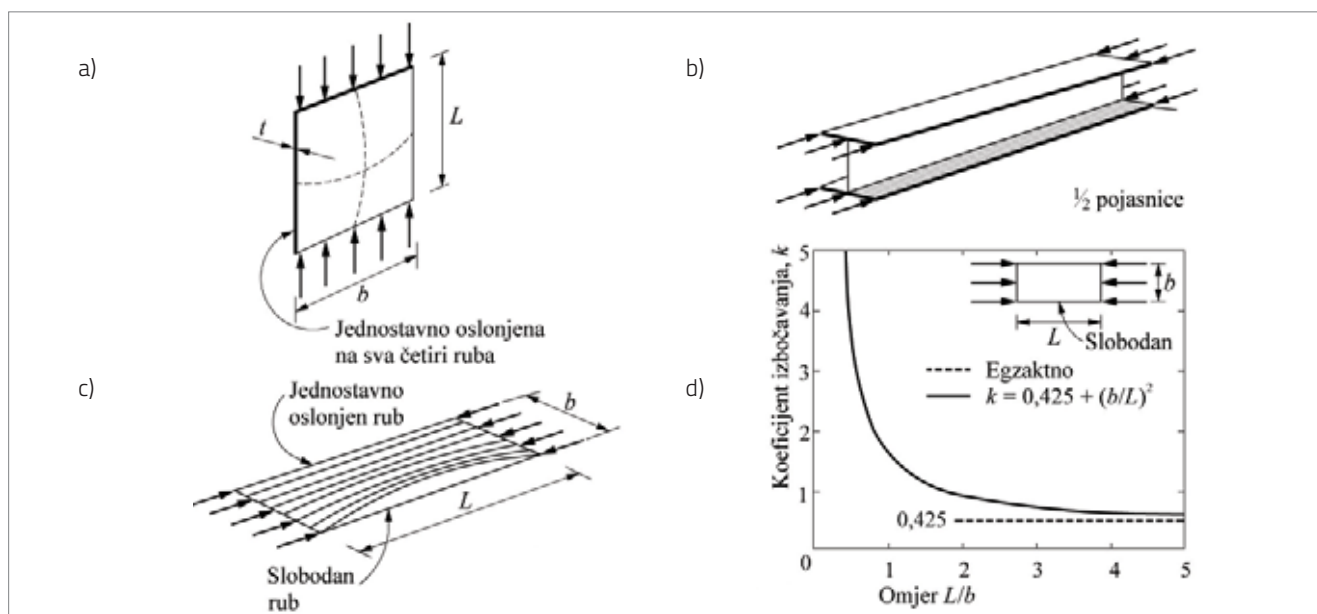 a)
t
L
b
Jednostavno oslonjena
na sva četiri ruba
b)
½ pojasnice
c)
Jednostavno
oslonjen rub
b
L
Slobodan
rub
d)
Koeficijent izbočavanja, k
5
4
3
2
1
0
b
L
Slobodan
Egzaktno
k = 0,425 + (b/L)²
0,425
1
2
3
4
5
Omjer L/b